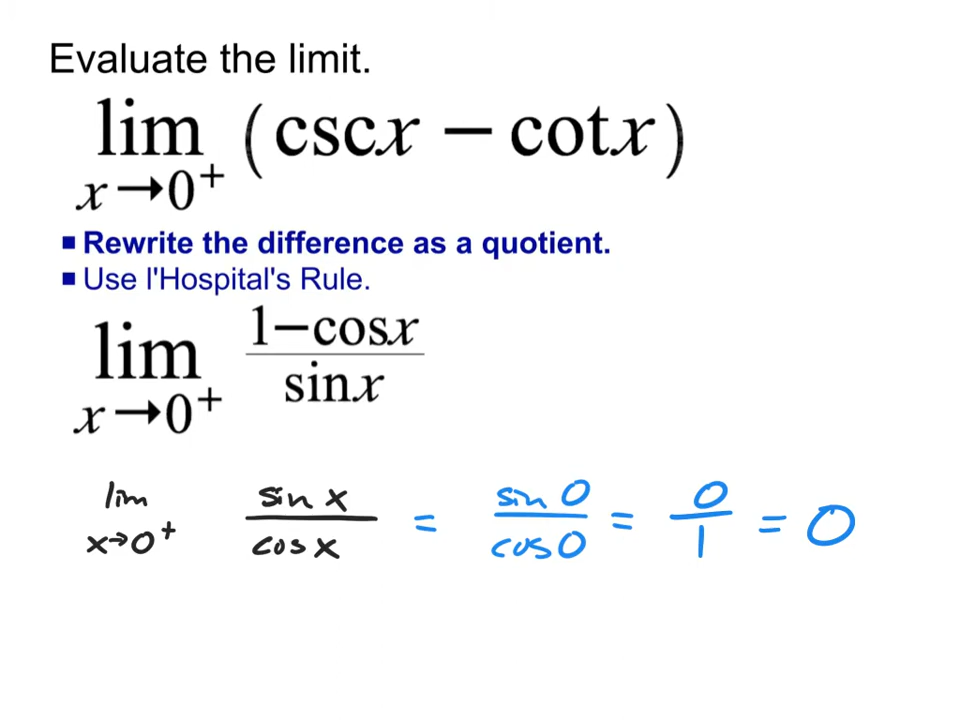 Evaluate the limit.
lim x→0⁺ (cscx − cotx)
▪ Rewrite the difference as a quotient.
▪ Use l'Hospital's Rule.
lim x→0⁺ (1−cosx)/(sinx)
lim x→0⁺ (sin x)/(cos x) = (sin 0)/(cos 0) = 0/1 = 0